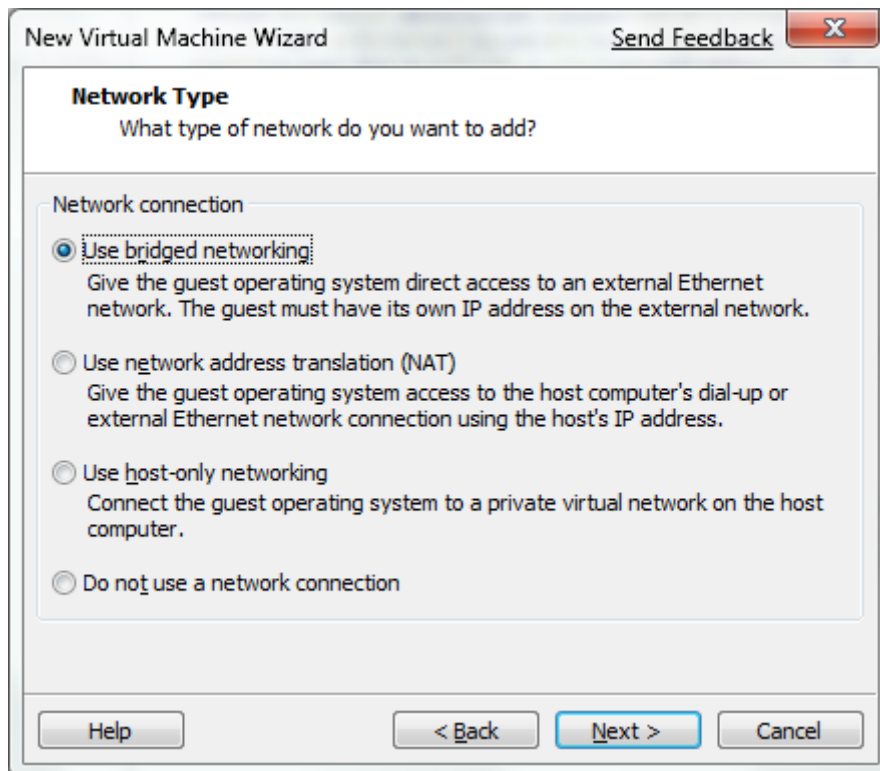 New Virtual Machine Wizard Send Feedback
Network Type
What type of network do you want to add?
Network connection
Use bridged networking
Give the guest operating system direct access to an external Ethernet
network. The guest must have its own IP address on the external network.
Use network address translation (NAT)
Give the guest operating system access to the host computer's dial-up or
external Ethernet network connection using the host's IP address.
Use host-only networking
Connect the guest operating system to a private virtual network on the host
computer.
Do not use a network connection
Help < Back Next > Cancel